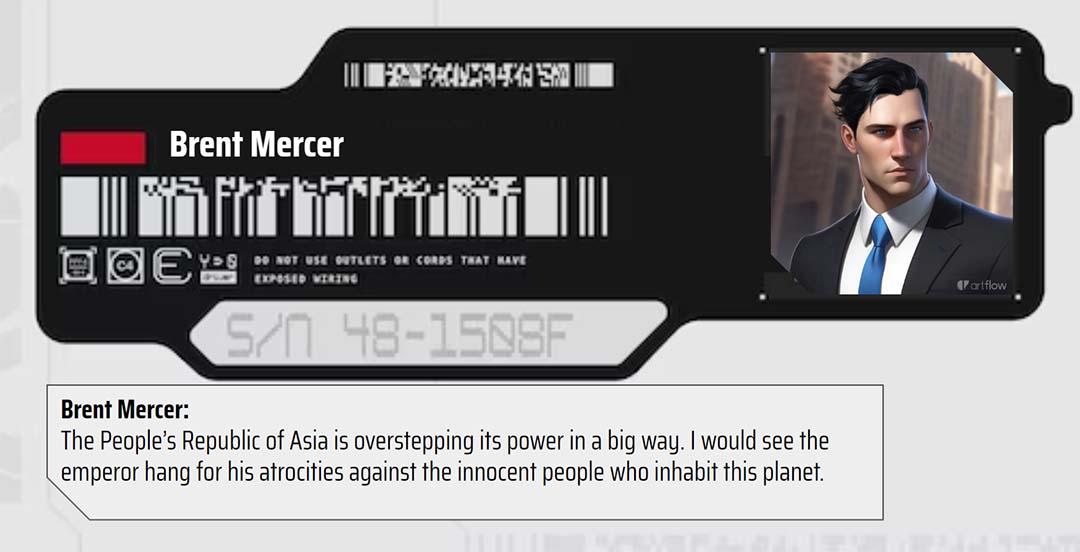 Brent Mercer
DO NOT USE OUTLETS OR CORDS THAT HAVE
EXPOSED WIRING
artflow
S/N 48-1508F
Brent Mercer:
The People's Republic of Asia is overstepping its power in a big way. I would see the
emperor hang for his atrocities against the innocent people who inhabit this planet.